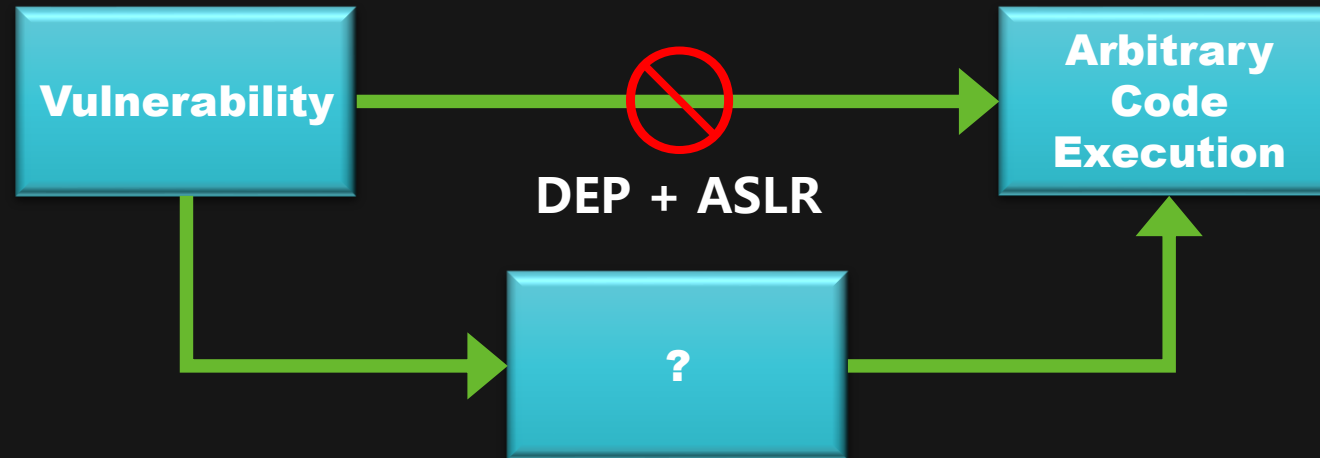 Vulnerability
Arbitrary
Code
Execution
DEP + ASLR
?